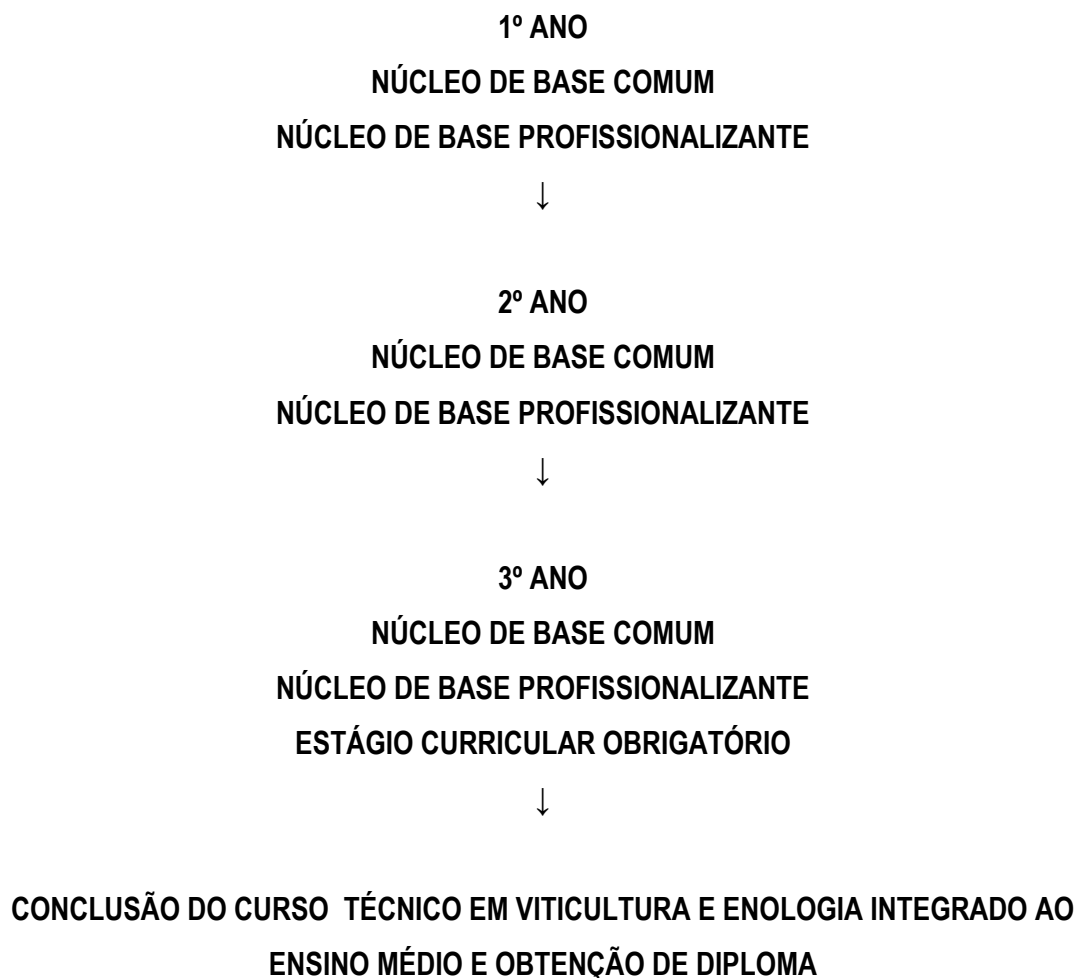 1º ANO
NÚCLEO DE BASE COMUM
NÚCLEO DE BASE PROFISSIONALIZANTE
↓
2º ANO
NÚCLEO DE BASE COMUM
NÚCLEO DE BASE PROFISSIONALIZANTE
↓
3º ANO
NÚCLEO DE BASE COMUM
NÚCLEO DE BASE PROFISSIONALIZANTE
ESTÁGIO CURRICULAR OBRIGATÓRIO
↓
CONCLUSÃO DO CURSO  TÉCNICO EM VITICULTURA E ENOLOGIA INTEGRADO AO
ENSINO MÉDIO E OBTENÇÃO DE DIPLOMA